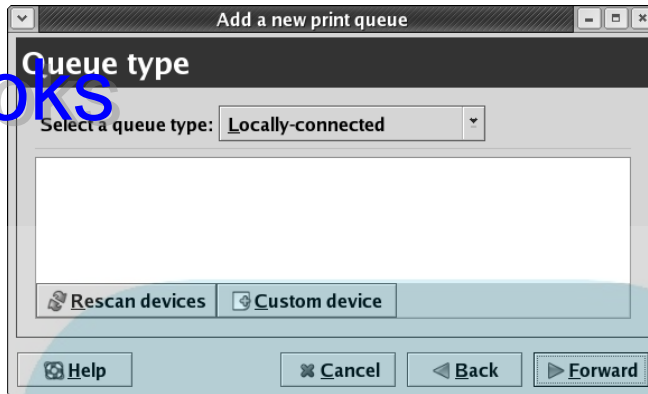 Add a new print queue
Queue type
oks
Select a queue type: Locally-connected
Rescan devices Custom device
Help Cancel Back Forward